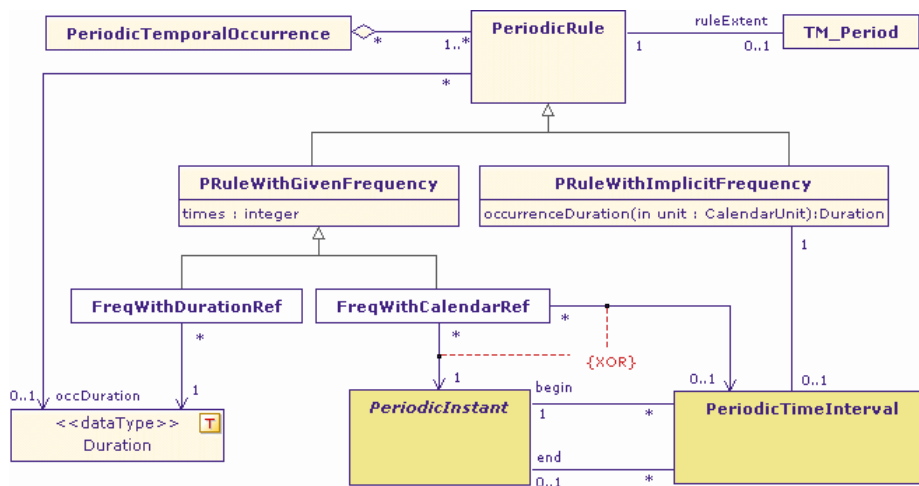 PeriodicTemporalOccurrence
*
1..*
PeriodicRule
1
ruleExtent
0..1
TM_Period
*
PRuleWithGivenFrequency
times : integer
PRuleWithImplicitFrequency
occurrenceDuration(in unit : CalendarUnit):Duration
1
FreqWithDurationRef
*
FreqWithCalendarRef
*
*
{XOR}
0..1
occDuration
1
1
0..1
0..1
<<dataType>>
T
Duration
PeriodicInstant
begin
1
*
end
0..1
*
PeriodicTimeInterval